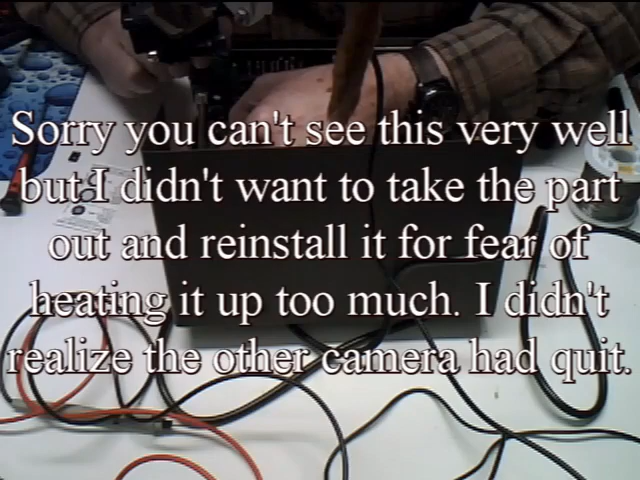 Sorry you can't see this very well
but I didn't want to take the part
out and reinstall it for fear of
heating it up too much. I didn't
realize the other camera had quit.